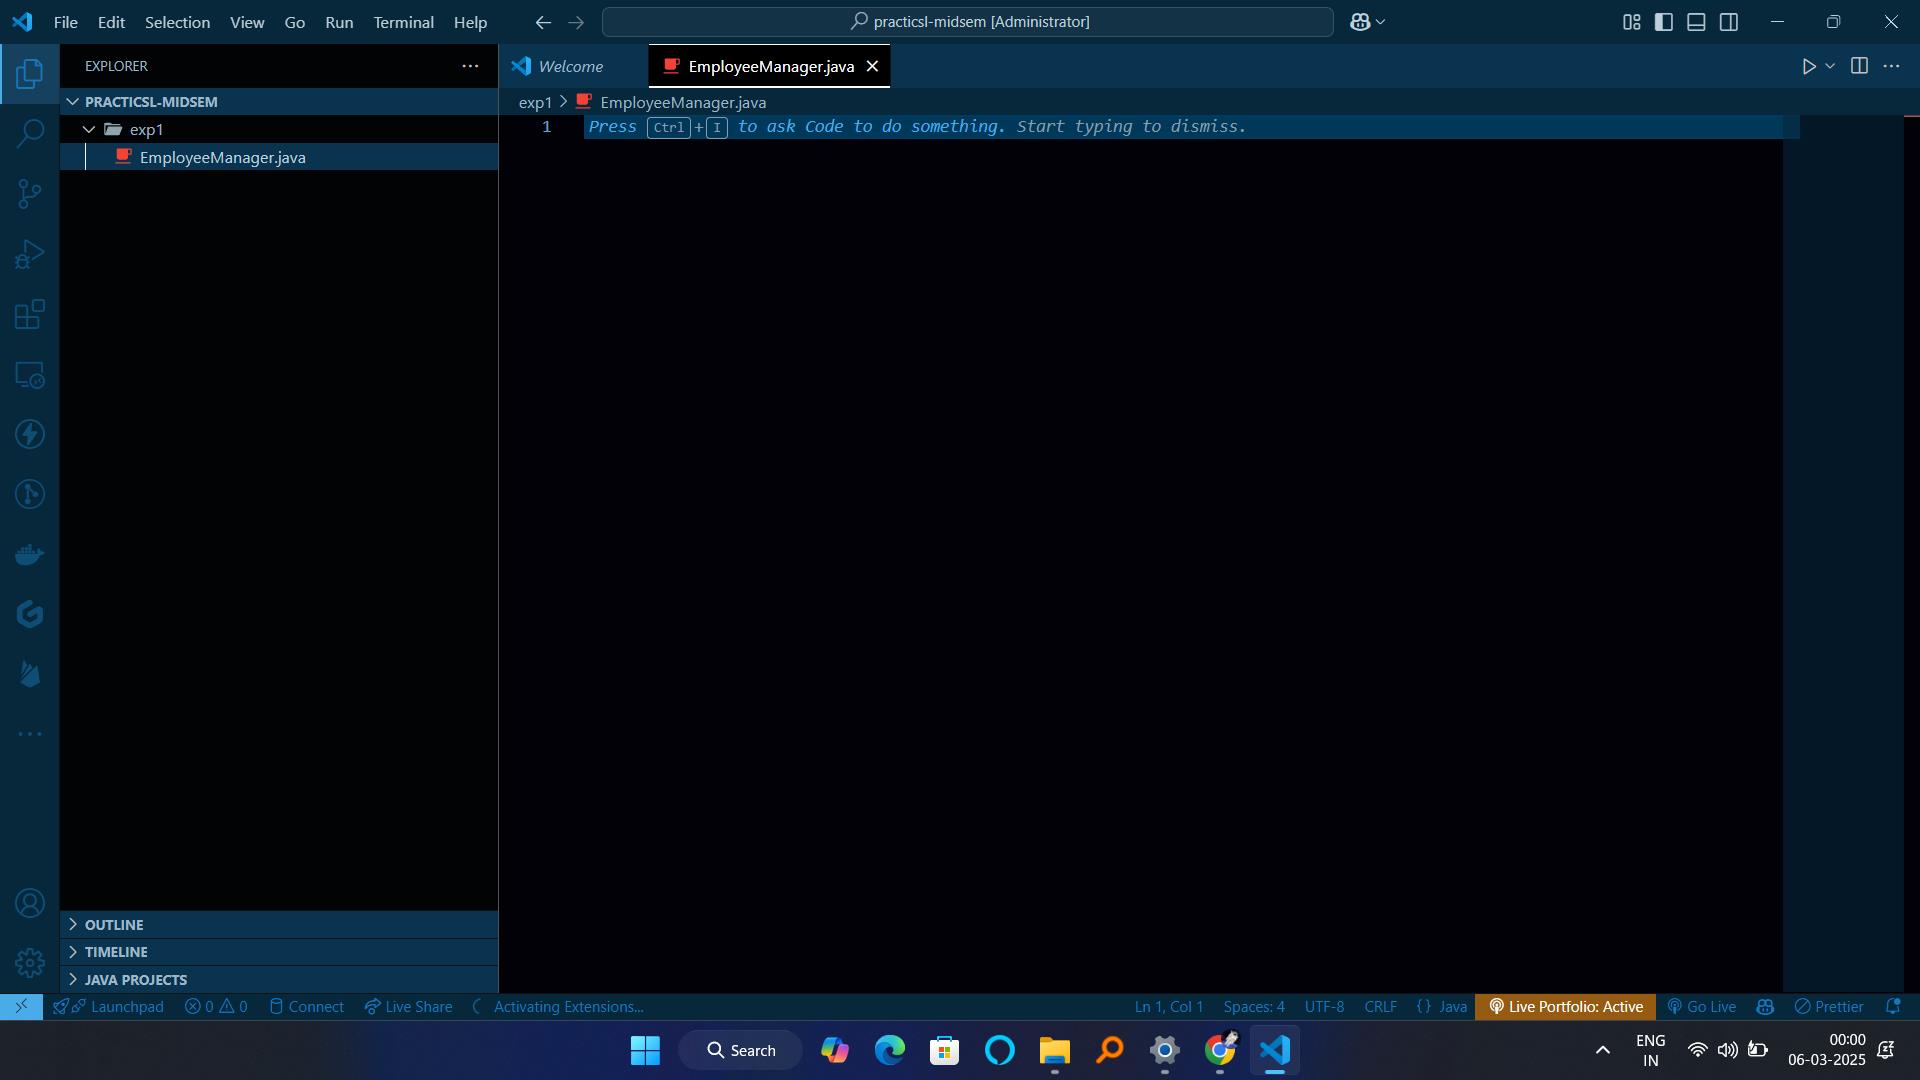 File Edit Selection View Go Run Terminal Help
practicsl-midsem [Administrator]
EXPLORER
Welcome
EmployeeManager.java
PRACTICSL-MIDSEM
exp1 > EmployeeManager.java
exp1
EmployeeManager.java
1 Press Ctrl + I to ask Code to do something. Start typing to dismiss.
OUTLINE
TIMELINE
JAVA PROJECTS
Launchpad 0 0 Connect Live Share Activating Extensions... Ln 1, Col 1 Spaces: 4 UTF-8 CRLF {} Java Live Portfolio: Active Go Live Prettier
Search
ENG
IN
00:00
06-03-2025